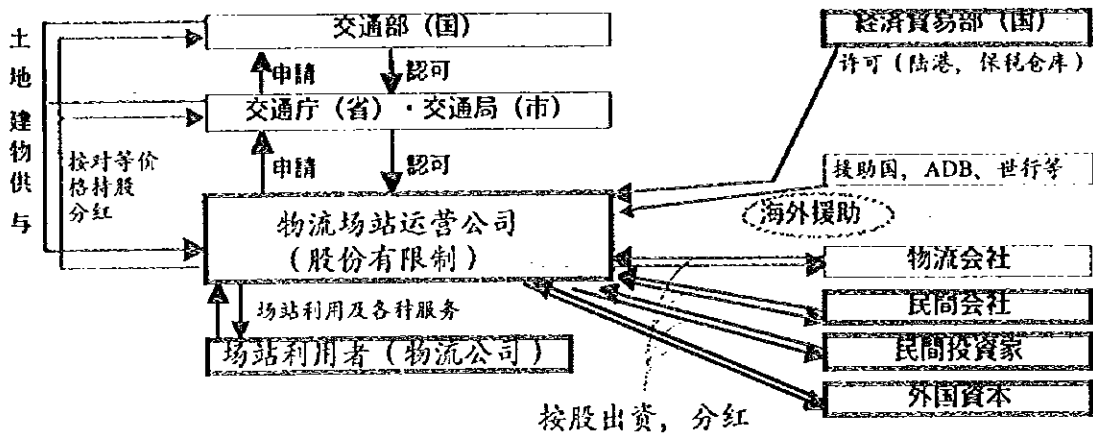 土地建物供与
交通部（国）
申請
認可
交通庁（省）・交通局（市）
申請
認可
按对等价
格持股
分红
物流场站运营公司
（股份有限制）
场站利用及各种服务
场站利用者（物流公司）
経済貿易部（国）
许可（陆港，保税仓库）
援助国，ADB、世行等
海外援助
物流会社
民間会社
民間投資家
外国資本
按股出资，分红